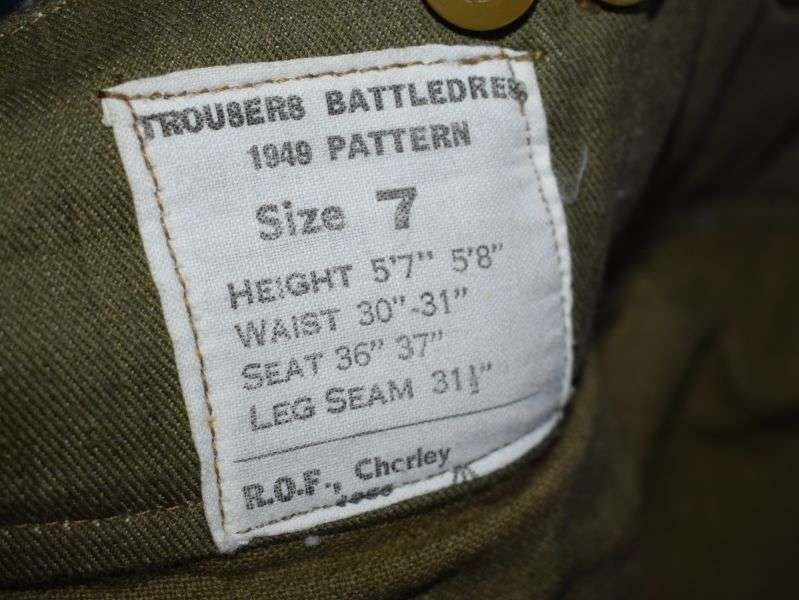 TROUSERS BATTLEDRESS
1949 PATTERN
Size 7
HEIGHT 5'7" 5'8"
WAIST 30"-31"
SEAT 36" 37"
LEG SEAM 31½"
R.O.F., Chorley